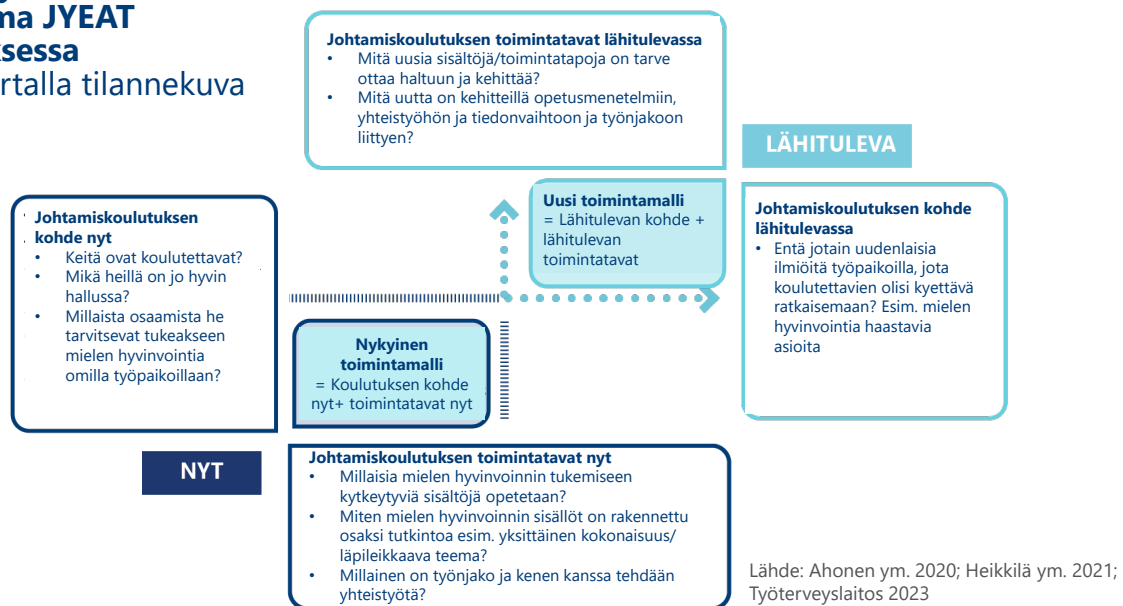 ma JYEAT
sessa
rtalla tilannekuva
Johtamiskoulutuksen toimintatavat lähitulevassa
• Mitä uusia sisältöjä/toimintatapoja on tarve
ottaa haltuun ja kehittää?
• Mitä uutta on kehitteillä opetusmenetelmiin,
yhteistyöhön ja tiedonvaihtoon ja työnjakoon
liittyen?
LÄHITULEVA
Johtamiskoulutuksen
kohde nyt
• Keitä ovat koulutettavat?
• Mikä heillä on jo hyvin
hallussa?
• Millaista osaamista he
tarvitsevat tukeakseen
mielen hyvinvointia
omilla työpaikoillaan?
Uusi toimintamalli
= Lähitulevan kohde +
lähitulevan
toimintatavat
Johtamiskoulutuksen kohde
lähitulevassa
• Entä jotain uudenlaisia
ilmiöitä työpaikoilla, jota
koulutettavien olisi kyettävä
ratkaisemaan? Esim. mielen
hyvinvointia haastavia
asioita
Nykyinen
toimintamalli
= Koulutuksen kohde
nyt+ toimintatavat nyt
NYT
Johtamiskoulutuksen toimintatavat nyt
• Millaisia mielen hyvinvoinnin tukemiseen
kytkeytyviä sisältöjä opetetaan?
• Miten mielen hyvinvoinnin sisällöt on rakennettu
osaksi tutkintoa esim. yksittäinen kokonaisuus/
läpileikkaava teema?
• Millainen on työnjako ja kenen kanssa tehdään
yhteistyötä?
Lähde: Ahonen ym. 2020; Heikkilä ym. 2021;
Työterveyslaitos 2023